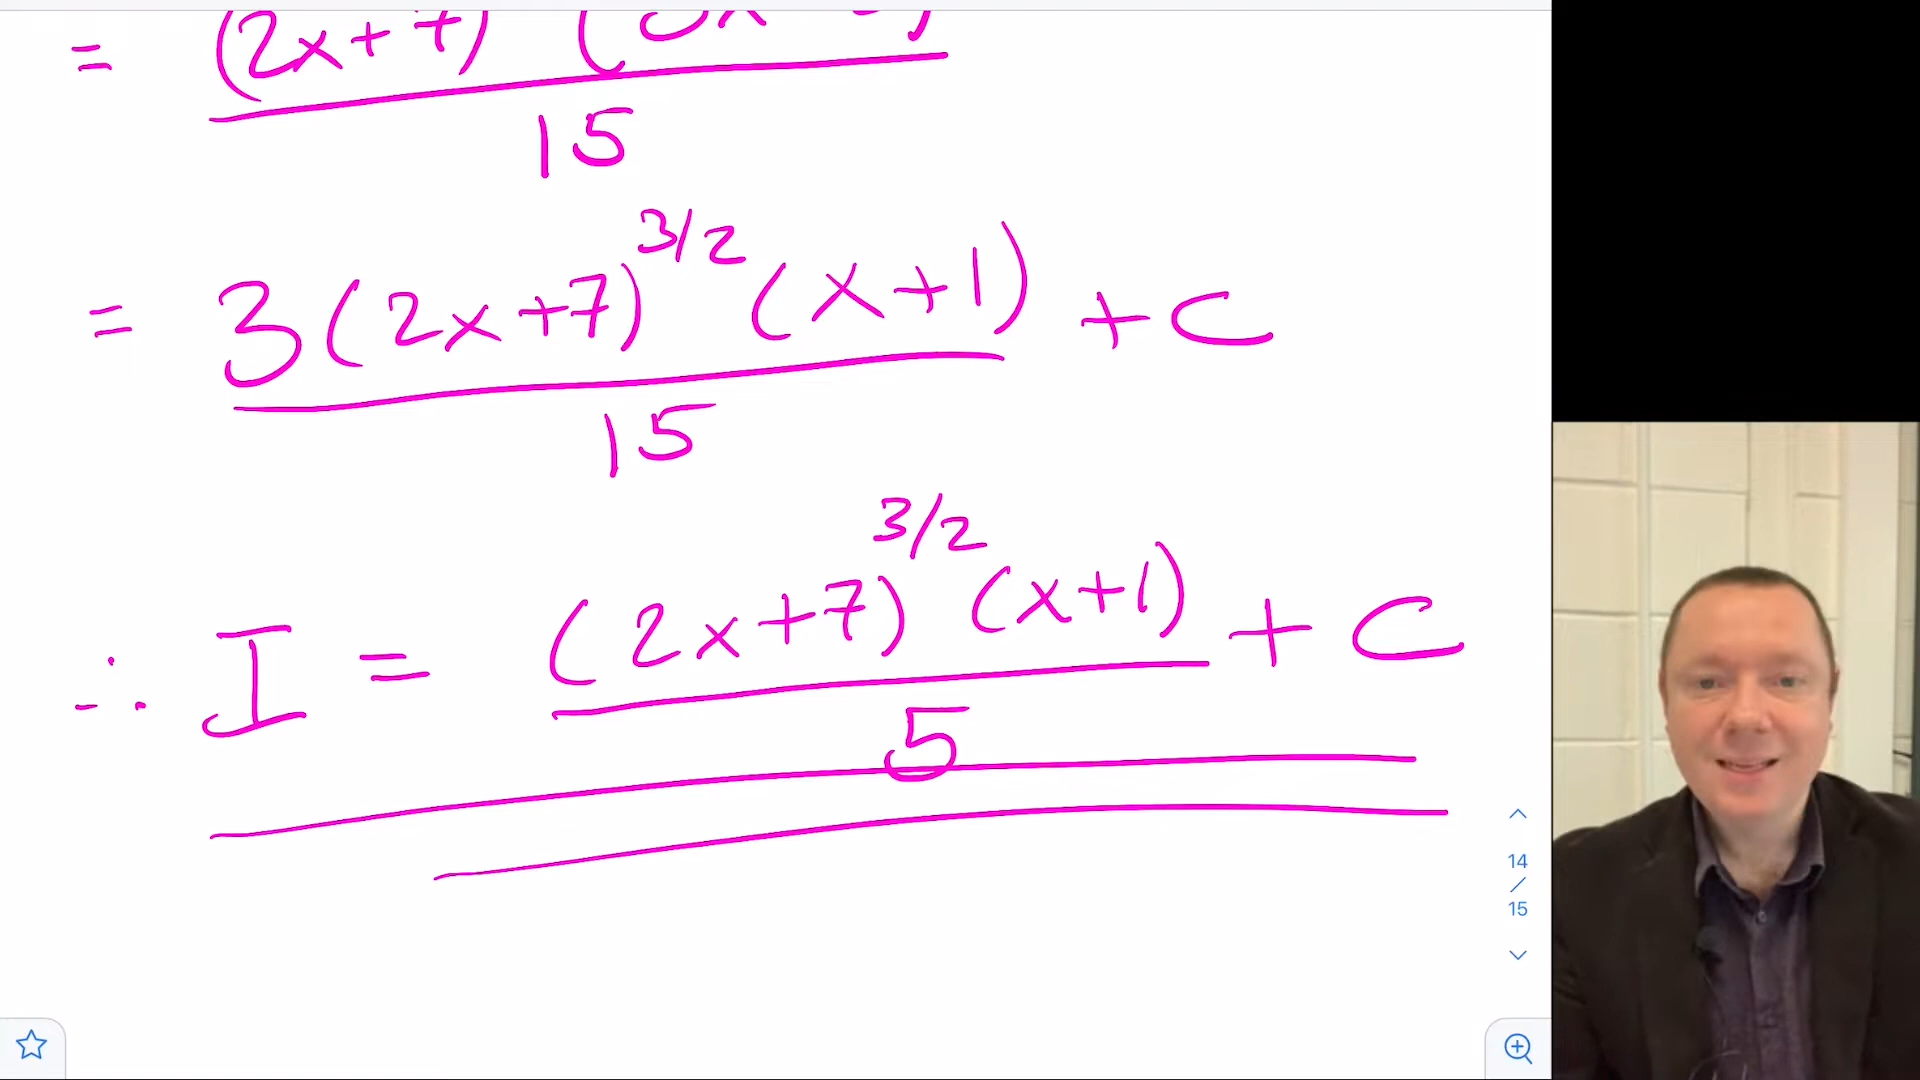 = (2x+7) (3x
15
= 3(2x+7)^3/2 (x+1) + C
15
∴ I = (2x+7)^3/2 (x+1) + C
5
14
/
15